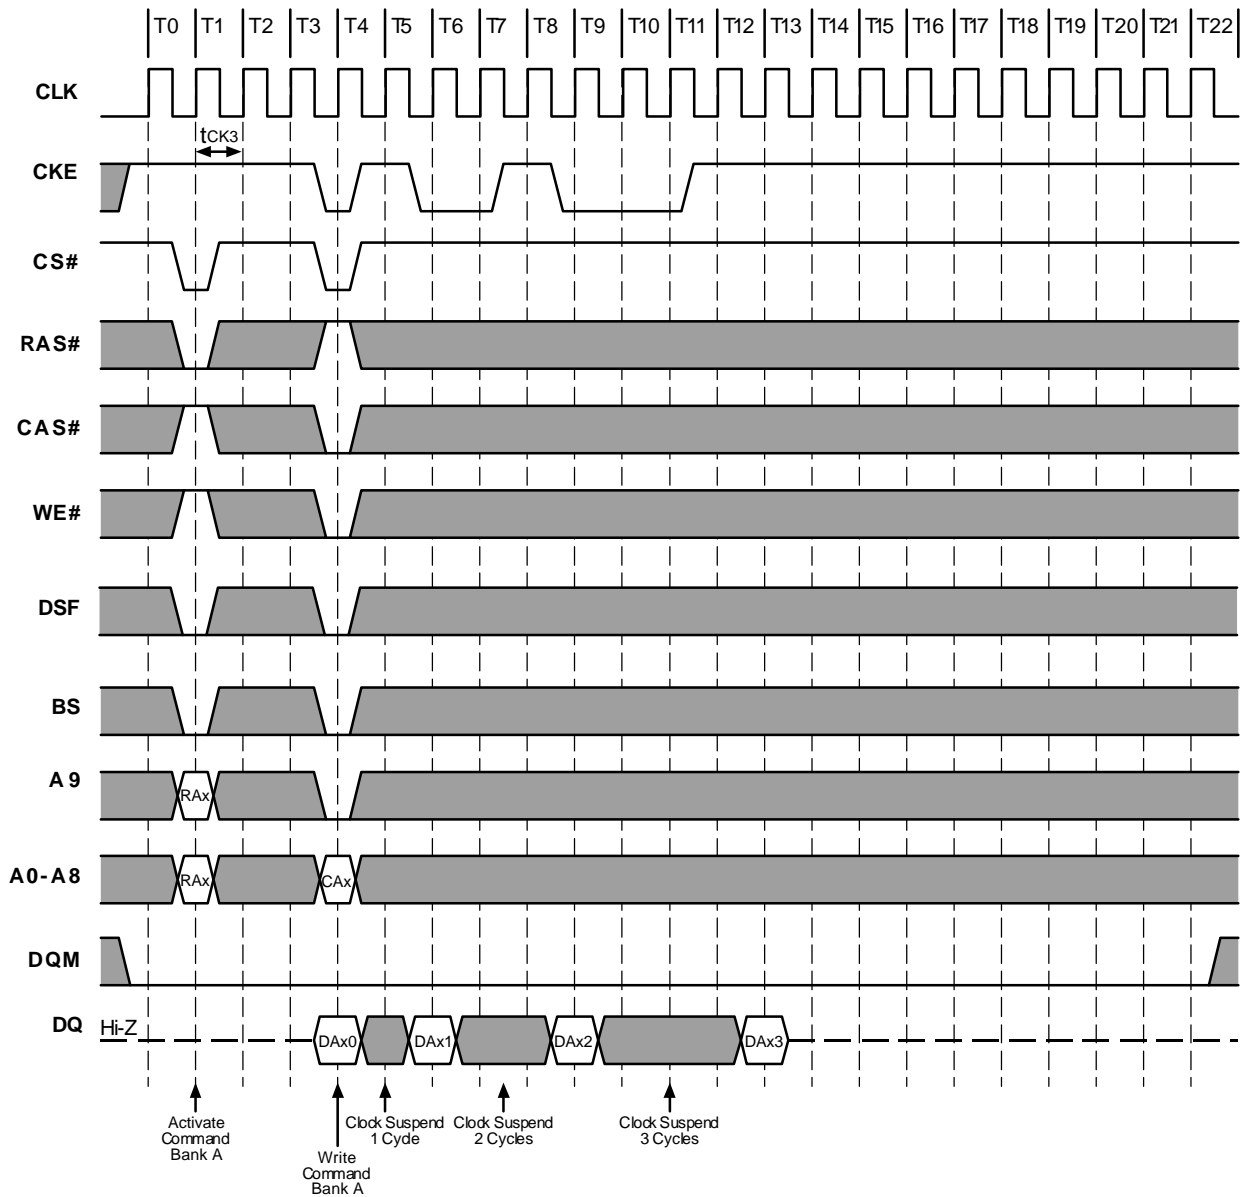 T0 T1 T2 T3 T4 T5 T6 T7 T8 T9 T10 T11 T12 T13 T14 T15 T16 T17 T18 T19 T20 T21 T22
CLK
tCK3
CKE
CS#
RAS#
CAS#
WE#
DSF
BS
A9
RAx
A0-A8
RAx CAx
DQM
DQ
Hi-Z
DAx0 DAx1 DAx2 DAx3
Activate
Command
Bank A
Write
Command
Bank A
Clock Suspend
1 Cycle
Clock Suspend
2 Cycles
Clock Suspend
3 Cycles